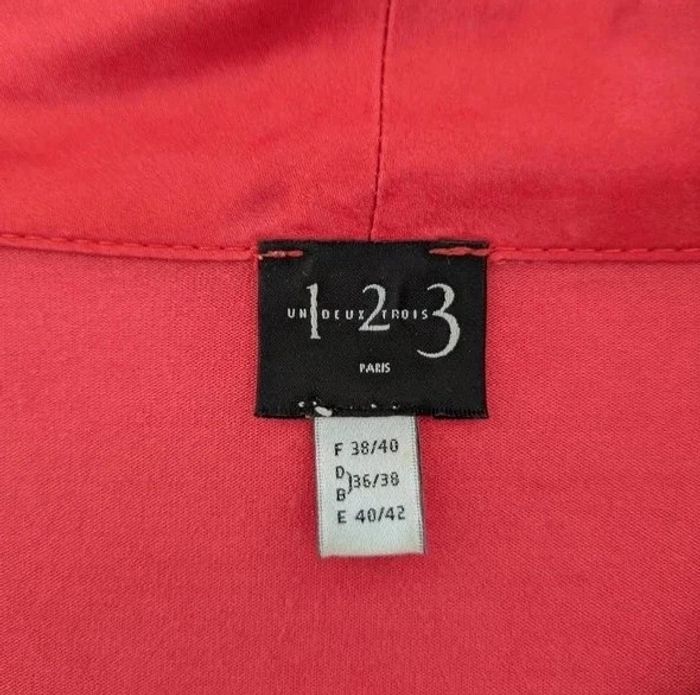 UN 1 DEUX 2 TROIS 3
PARIS
F 38/40
D
B }36/38
E 40/42